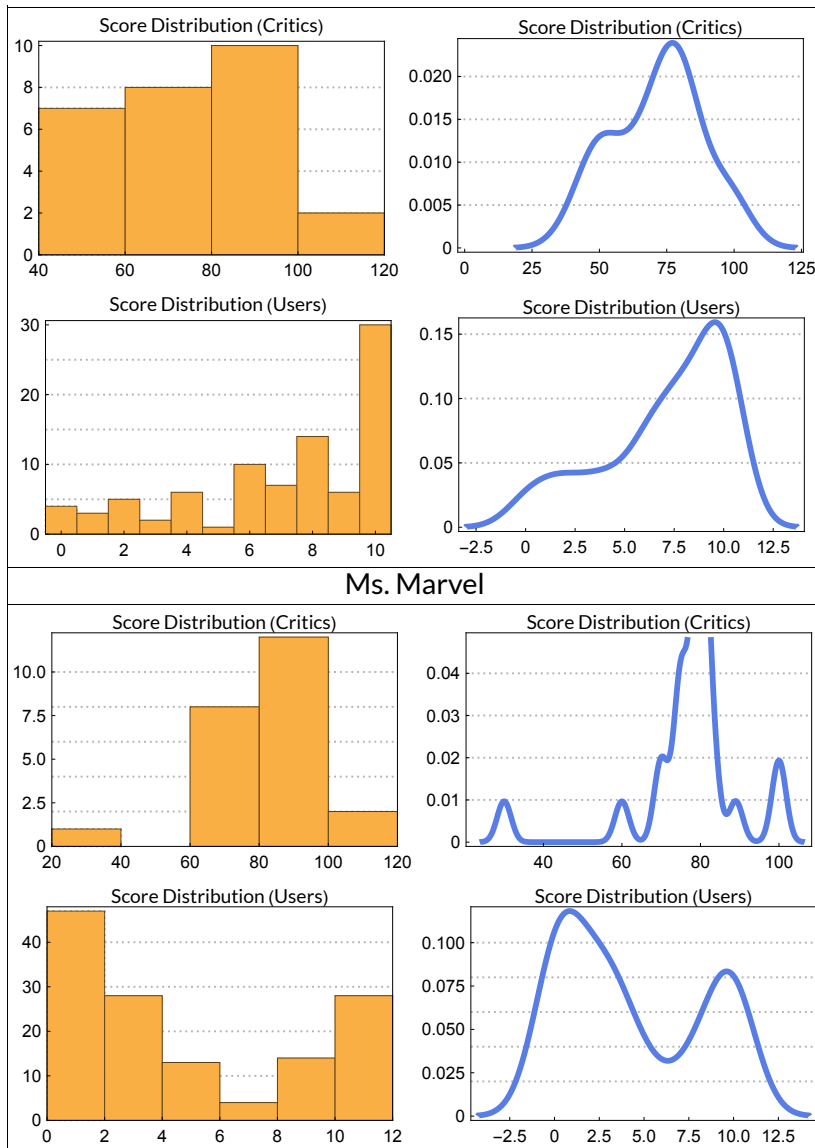 Score Distribution (Critics)
10
8
6
4
2
0
40 60 80 100 120
Score Distribution (Critics)
0.020
0.015
0.010
0.005
0
0 25 50 75 100 125
Score Distribution (Users)
30
20
10
0
0 2 4 6 8 10
Score Distribution (Users)
0.15
0.10
0.05
0
−2.5 0 2.5 5.0 7.5 10.0 12.5
Ms. Marvel
Score Distribution (Critics)
10.0
7.5
5.0
2.5
0
20 40 60 80 100 120
Score Distribution (Critics)
0.04
0.03
0.02
0.01
0
40 60 80 100
Score Distribution (Users)
40
30
20
10
0
0 2 4 6 8 10 12
Score Distribution (Users)
0.100
0.075
0.050
0.025
0
−2.5 0 2.5 5.0 7.5 10.0 12.5